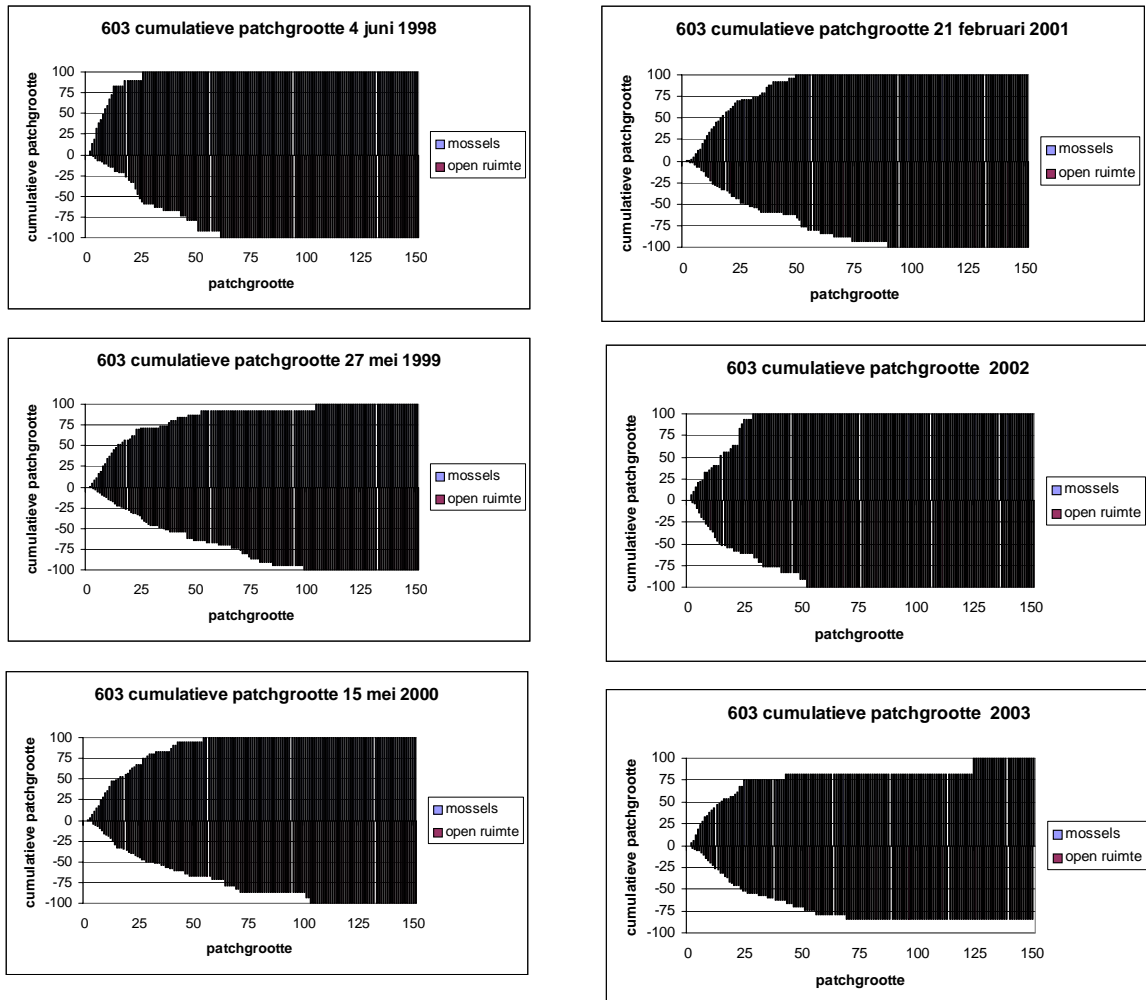 603 cumulatieve patchgrootte 4 juni 1998
cumulatieve patchgrootte
100
75
50
25
0
-25
-50
-75
-100
0 25 50 75 100 125 150
patchgrootte
mossels
open ruimte
603 cumulatieve patchgrootte 27 mei 1999
cumulatieve patchgrootte
100
75
50
25
0
-25
-50
-75
-100
0 25 50 75 100 125 150
patchgrootte
mossels
open ruimte
603 cumulatieve patchgrootte 15 mei 2000
cumulatieve patchgrootte
100
75
50
25
0
-25
-50
-75
-100
0 25 50 75 100 125 150
patchgrootte
mossels
open ruimte
603 cumulatieve patchgrootte 21 februari 2001
cumulatieve patchgrootte
100
75
50
25
0
-25
-50
-75
-100
0 25 50 75 100 125 150
patchgrootte
mossels
open ruimte
603 cumulatieve patchgrootte 2002
cumulatieve patchgrootte
100
75
50
25
0
-25
-50
-75
-100
0 25 50 75 100 125 150
patchgrootte
mossels
open ruimte
603 cumulatieve patchgrootte 2003
cumulatieve patchgrootte
100
75
50
25
0
-25
-50
-75
-100
0 25 50 75 100 125 150
patchgrootte
mossels
open ruimte